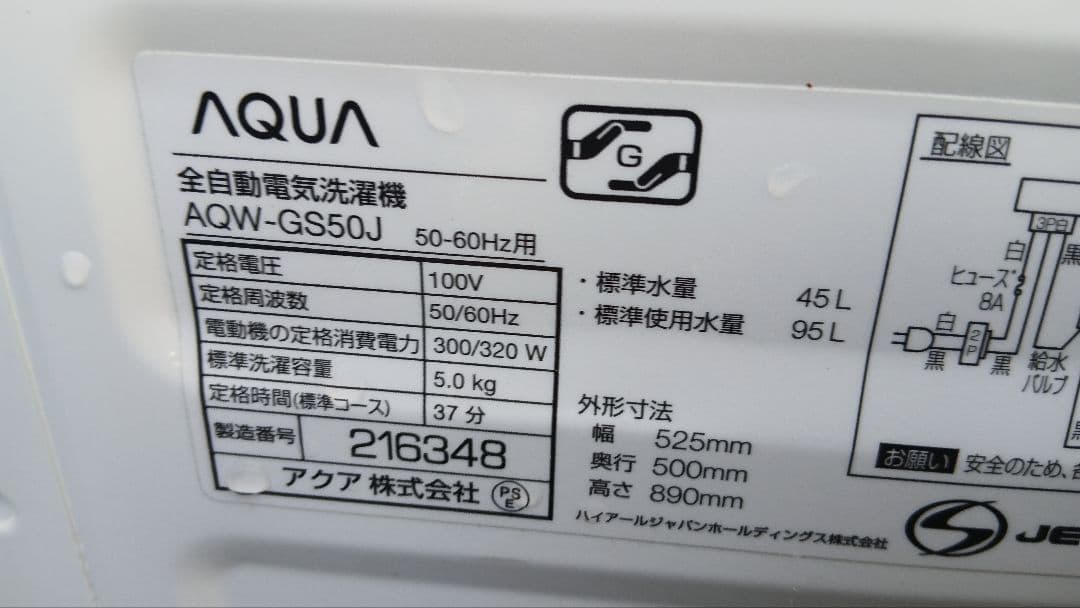 AQUA
G
全自動電気洗濯機
AQW-GS50J 50-60Hz用
定格電圧 100V
定格周波数 50/60Hz
電動機の定格消費電力 300/320 W
標準洗濯容量 5.0 kg
定格時間(標準コース) 37 分
製造番号 216348
アクア 株式会社 PSE
・標準水量 45L
・標準使用水量 95L
外形寸法
幅 525mm
奥行 500mm
高さ 890mm
ハイアールジャパンホールディングス株式会社
配線図
3P白
白
黒
ヒューズ
8A
白
2P
黒
黒
給水
バルブ
お願い 安全のため、
JE